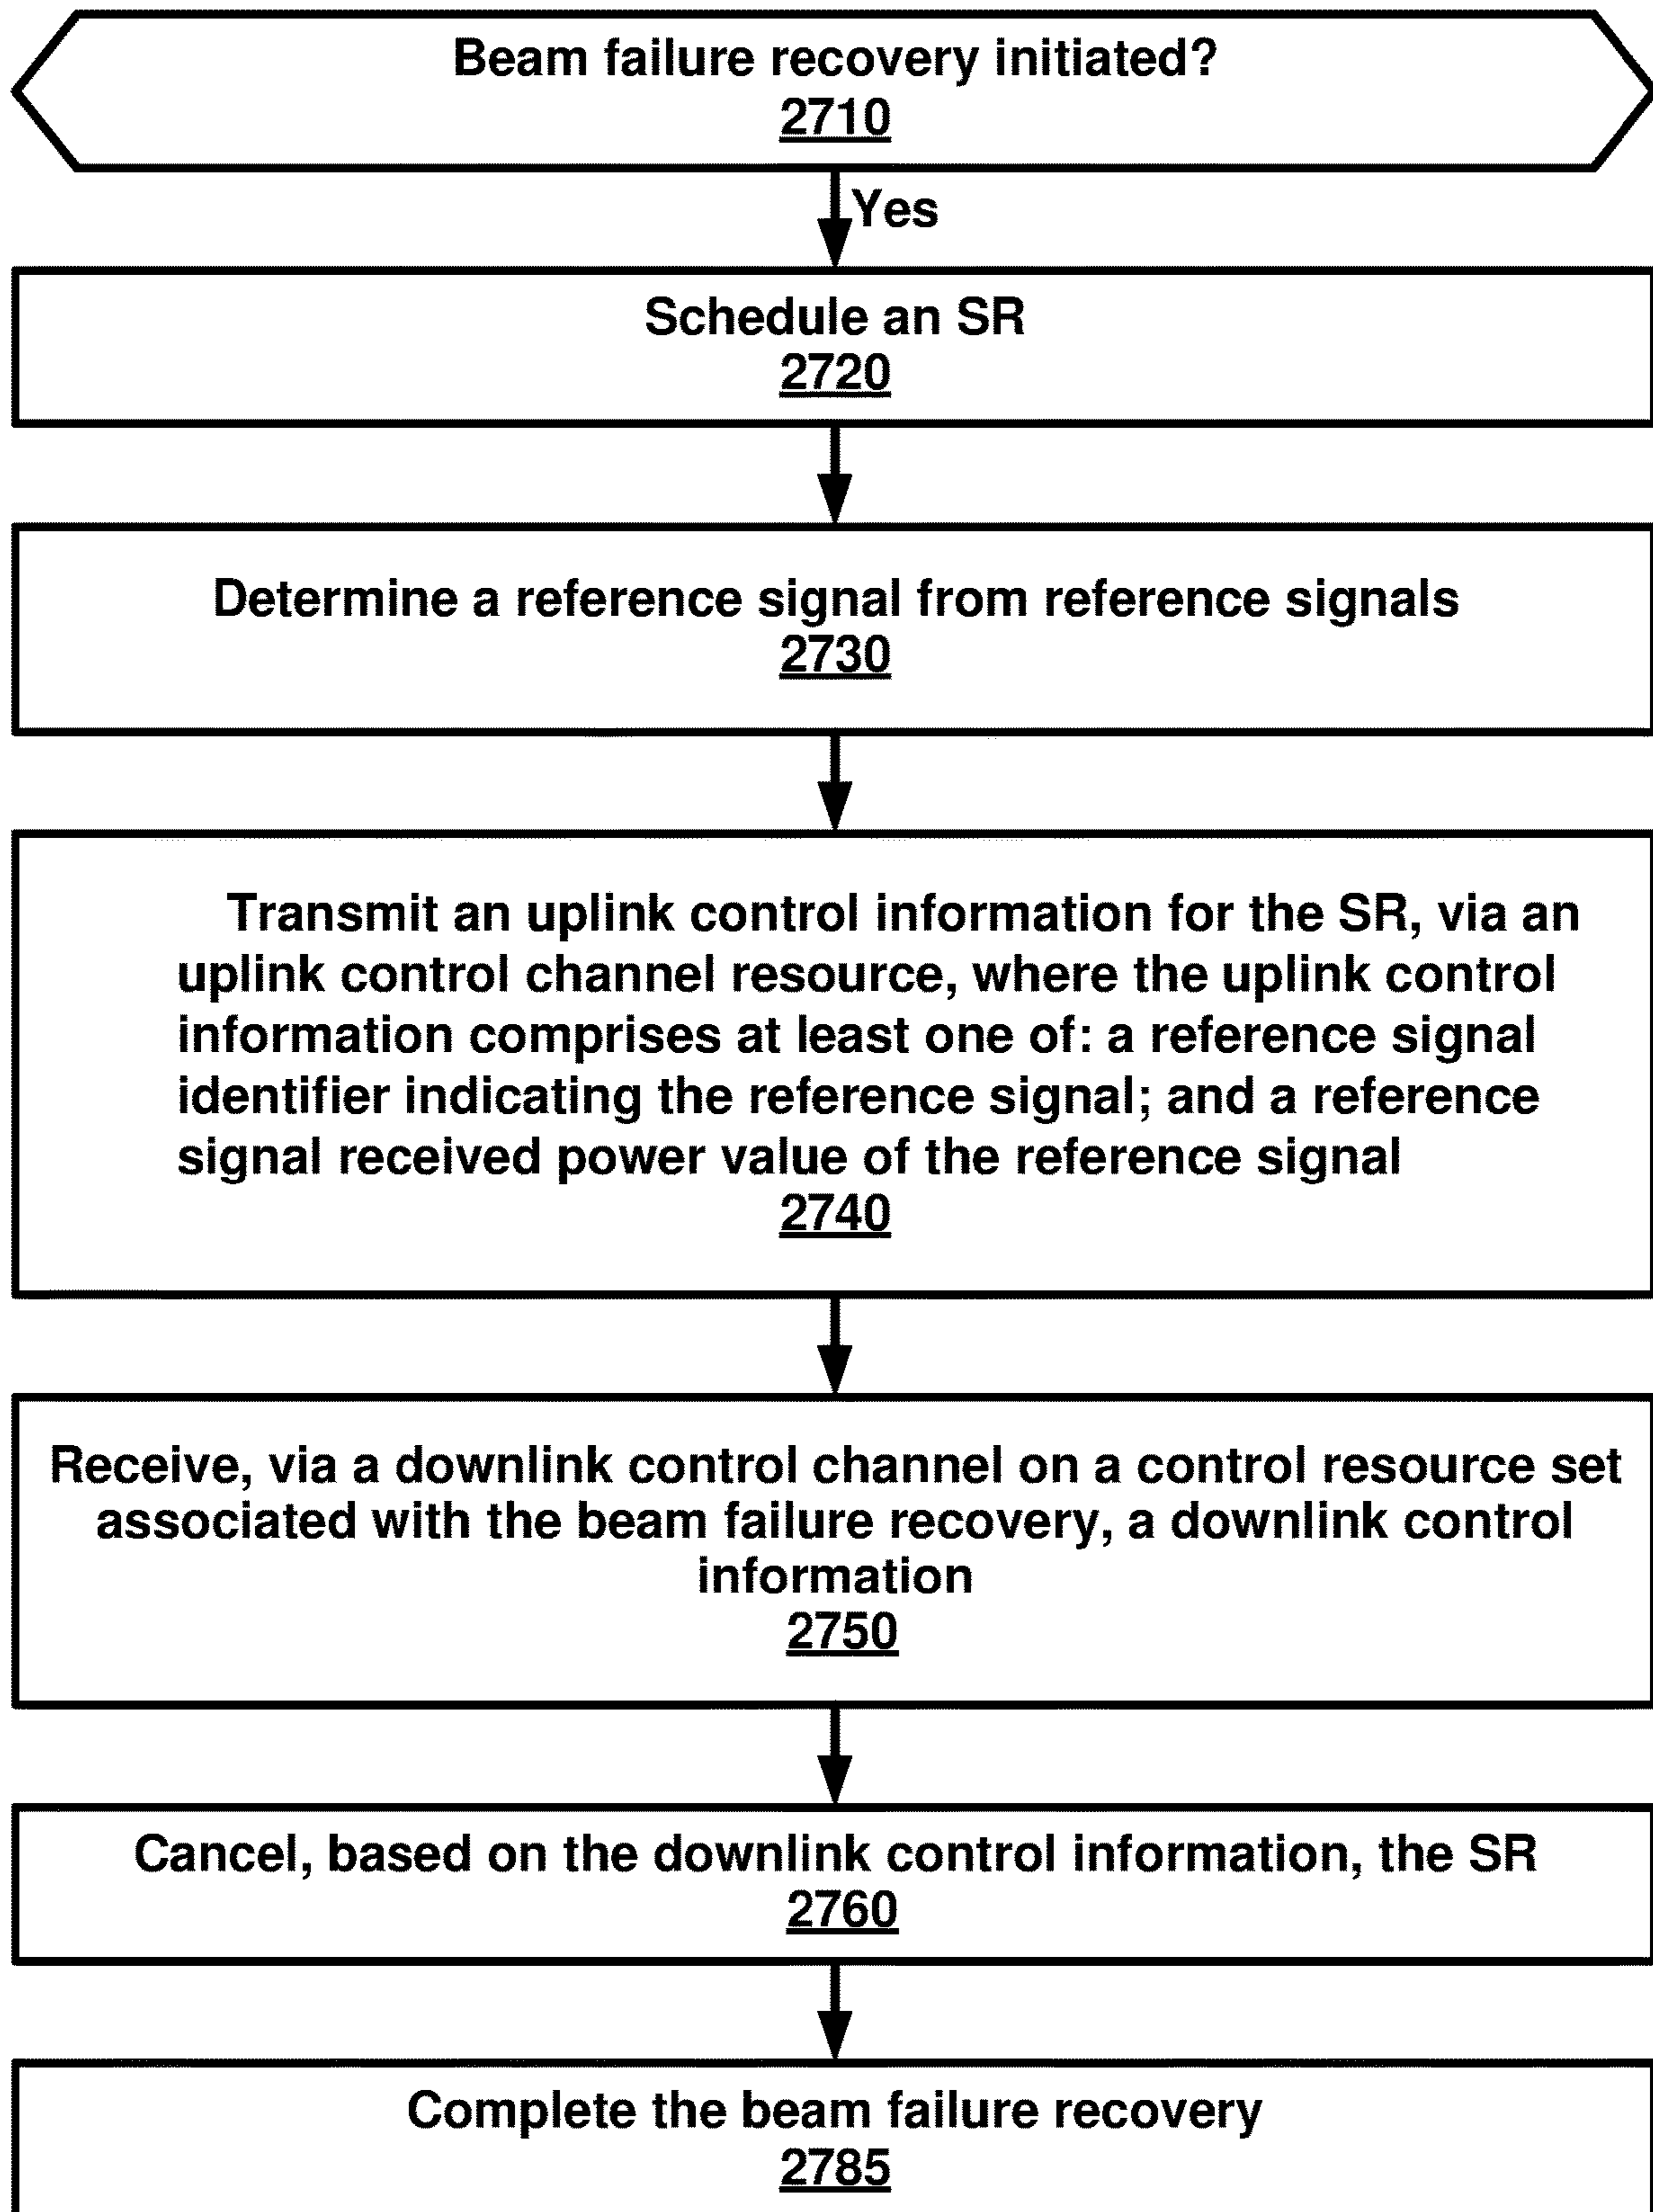 Beam failure recovery initiated?
2710
Yes
Schedule an SR
2720
Determine a reference signal from reference signals
2730
Transmit an uplink control information for the SR, via an
uplink control channel resource, where the uplink control
information comprises at least one of: a reference signal
identifier indicating the reference signal; and a reference
signal received power value of the reference signal
2740
Receive, via a downlink control channel on a control resource set
associated with the beam failure recovery, a downlink control
information
2750
Cancel, based on the downlink control information, the SR
2760
Complete the beam failure recovery
2785